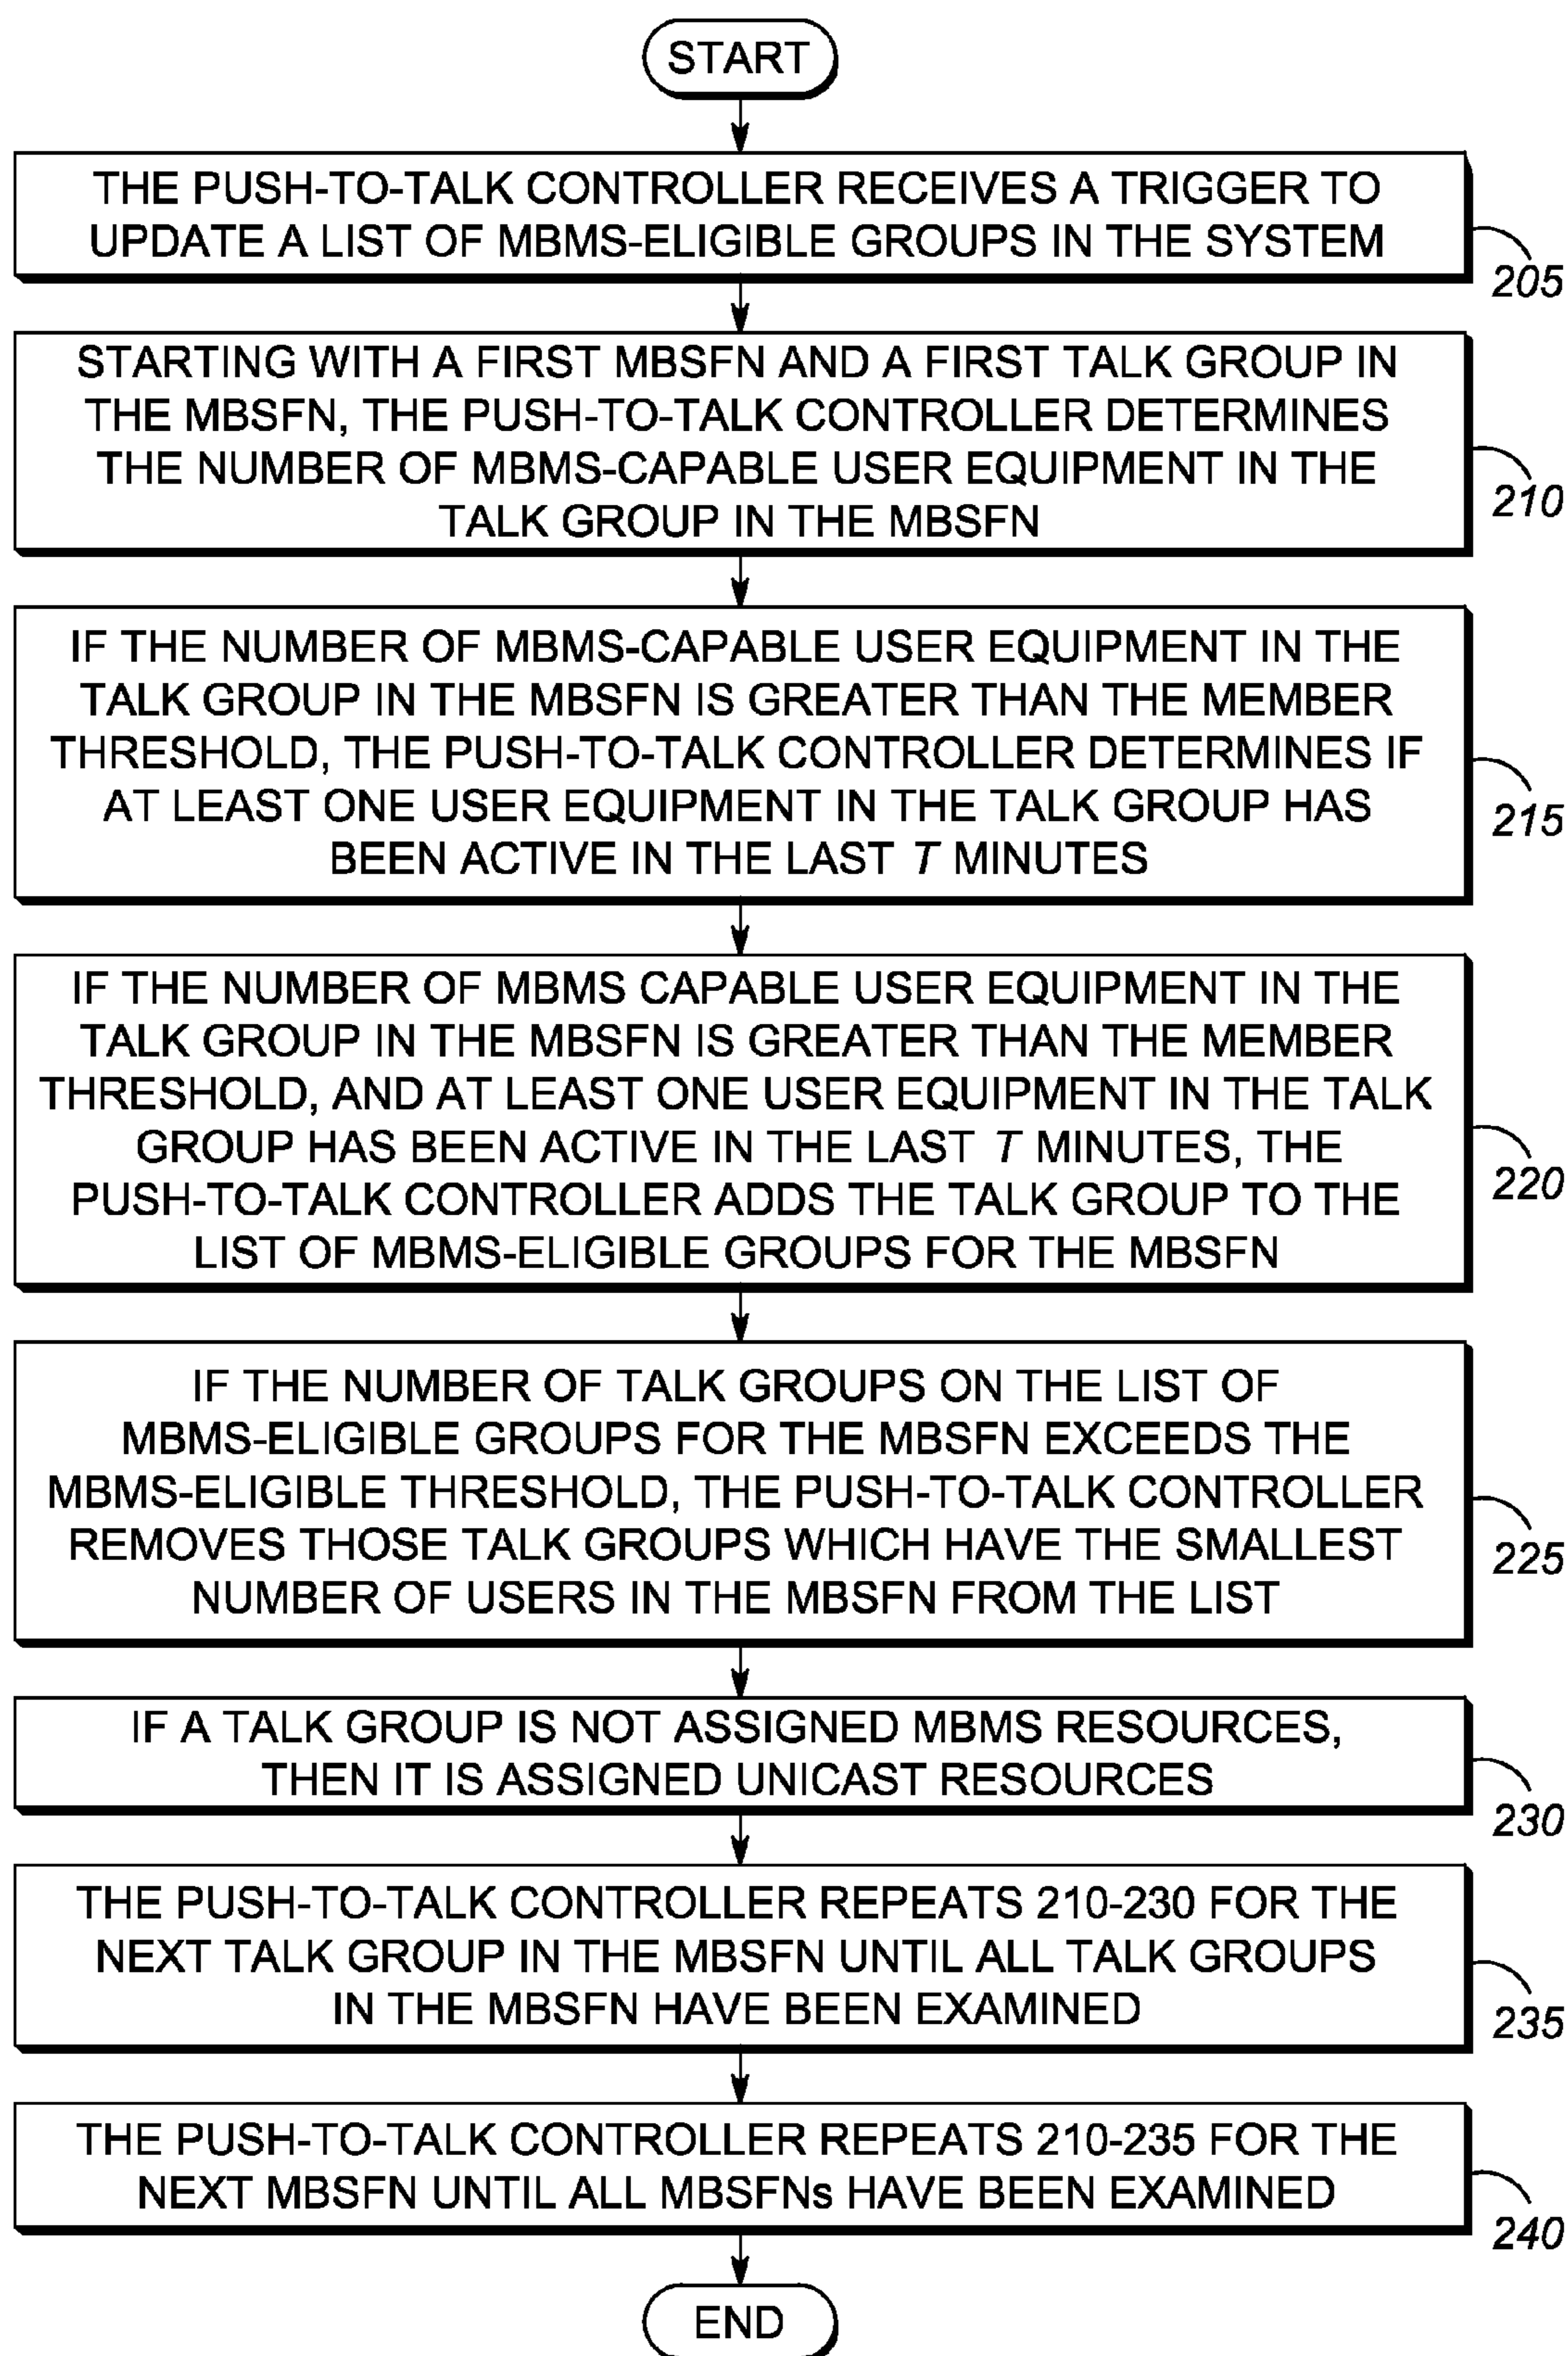 START
THE PUSH-TO-TALK CONTROLLER RECEIVES A TRIGGER TO
UPDATE A LIST OF MBMS-ELIGIBLE GROUPS IN THE SYSTEM
205
STARTING WITH A FIRST MBSFN AND A FIRST TALK GROUP IN
THE MBSFN, THE PUSH-TO-TALK CONTROLLER DETERMINES
THE NUMBER OF MBMS-CAPABLE USER EQUIPMENT IN THE
TALK GROUP IN THE MBSFN
210
IF THE NUMBER OF MBMS-CAPABLE USER EQUIPMENT IN THE
TALK GROUP IN THE MBSFN IS GREATER THAN THE MEMBER
THRESHOLD, THE PUSH-TO-TALK CONTROLLER DETERMINES IF
AT LEAST ONE USER EQUIPMENT IN THE TALK GROUP HAS
BEEN ACTIVE IN THE LAST T MINUTES
215
IF THE NUMBER OF MBMS CAPABLE USER EQUIPMENT IN THE
TALK GROUP IN THE MBSFN IS GREATER THAN THE MEMBER
THRESHOLD, AND AT LEAST ONE USER EQUIPMENT IN THE TALK
GROUP HAS BEEN ACTIVE IN THE LAST T MINUTES, THE
PUSH-TO-TALK CONTROLLER ADDS THE TALK GROUP TO THE
LIST OF MBMS-ELIGIBLE GROUPS FOR THE MBSFN
220
IF THE NUMBER OF TALK GROUPS ON THE LIST OF
MBMS-ELIGIBLE GROUPS FOR THE MBSFN EXCEEDS THE
MBMS-ELIGIBLE THRESHOLD, THE PUSH-TO-TALK CONTROLLER
REMOVES THOSE TALK GROUPS WHICH HAVE THE SMALLEST
NUMBER OF USERS IN THE MBSFN FROM THE LIST
225
IF A TALK GROUP IS NOT ASSIGNED MBMS RESOURCES,
THEN IT IS ASSIGNED UNICAST RESOURCES
230
THE PUSH-TO-TALK CONTROLLER REPEATS 210-230 FOR THE
NEXT TALK GROUP IN THE MBSFN UNTIL ALL TALK GROUPS
IN THE MBSFN HAVE BEEN EXAMINED
235
THE PUSH-TO-TALK CONTROLLER REPEATS 210-235 FOR THE
NEXT MBSFN UNTIL ALL MBSFNs HAVE BEEN EXAMINED
240
END